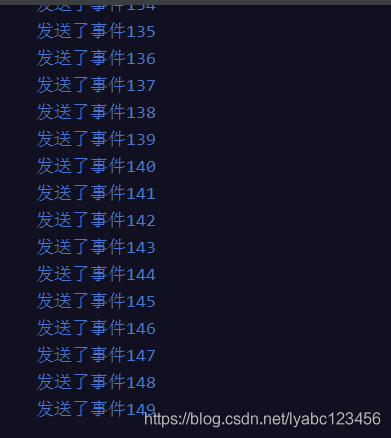 发送了事件134
发送了事件135
发送了事件136
发送了事件137
发送了事件138
发送了事件139
发送了事件140
发送了事件141
发送了事件142
发送了事件143
发送了事件144
发送了事件145
发送了事件146
发送了事件147
发送了事件148
发送了事件149
https://blog.csdn.net/lyabc123456